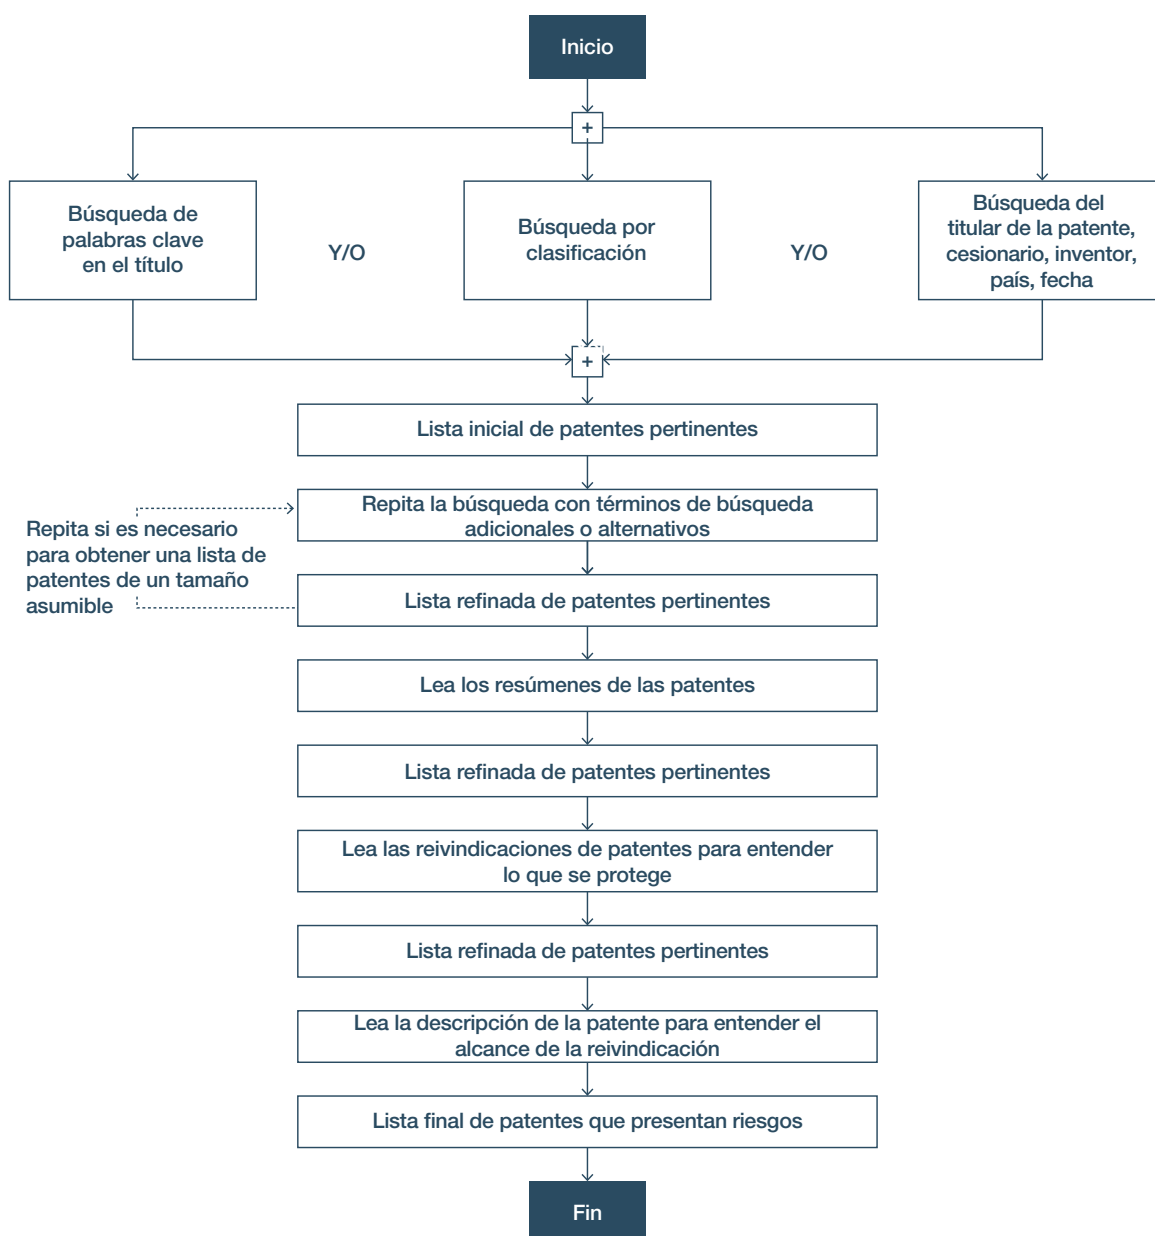 Inicio
+
Búsqueda de
palabras clave
en el título
Y/O
Búsqueda por
clasificación
Y/O
Búsqueda del
titular de la patente,
cesionario, inventor,
país, fecha
+
Lista inicial de patentes pertinentes
Repita la búsqueda con términos de búsqueda
adicionales o alternativos
Repita si es necesario
para obtener una lista de
patentes de un tamaño
asumible
Lista refinada de patentes pertinentes
Lea los resúmenes de las patentes
Lista refinada de patentes pertinentes
Lea las reivindicaciones de patentes para entender
lo que se protege
Lista refinada de patentes pertinentes
Lea la descripción de la patente para entender el
alcance de la reivindicación
Lista final de patentes que presentan riesgos
Fin